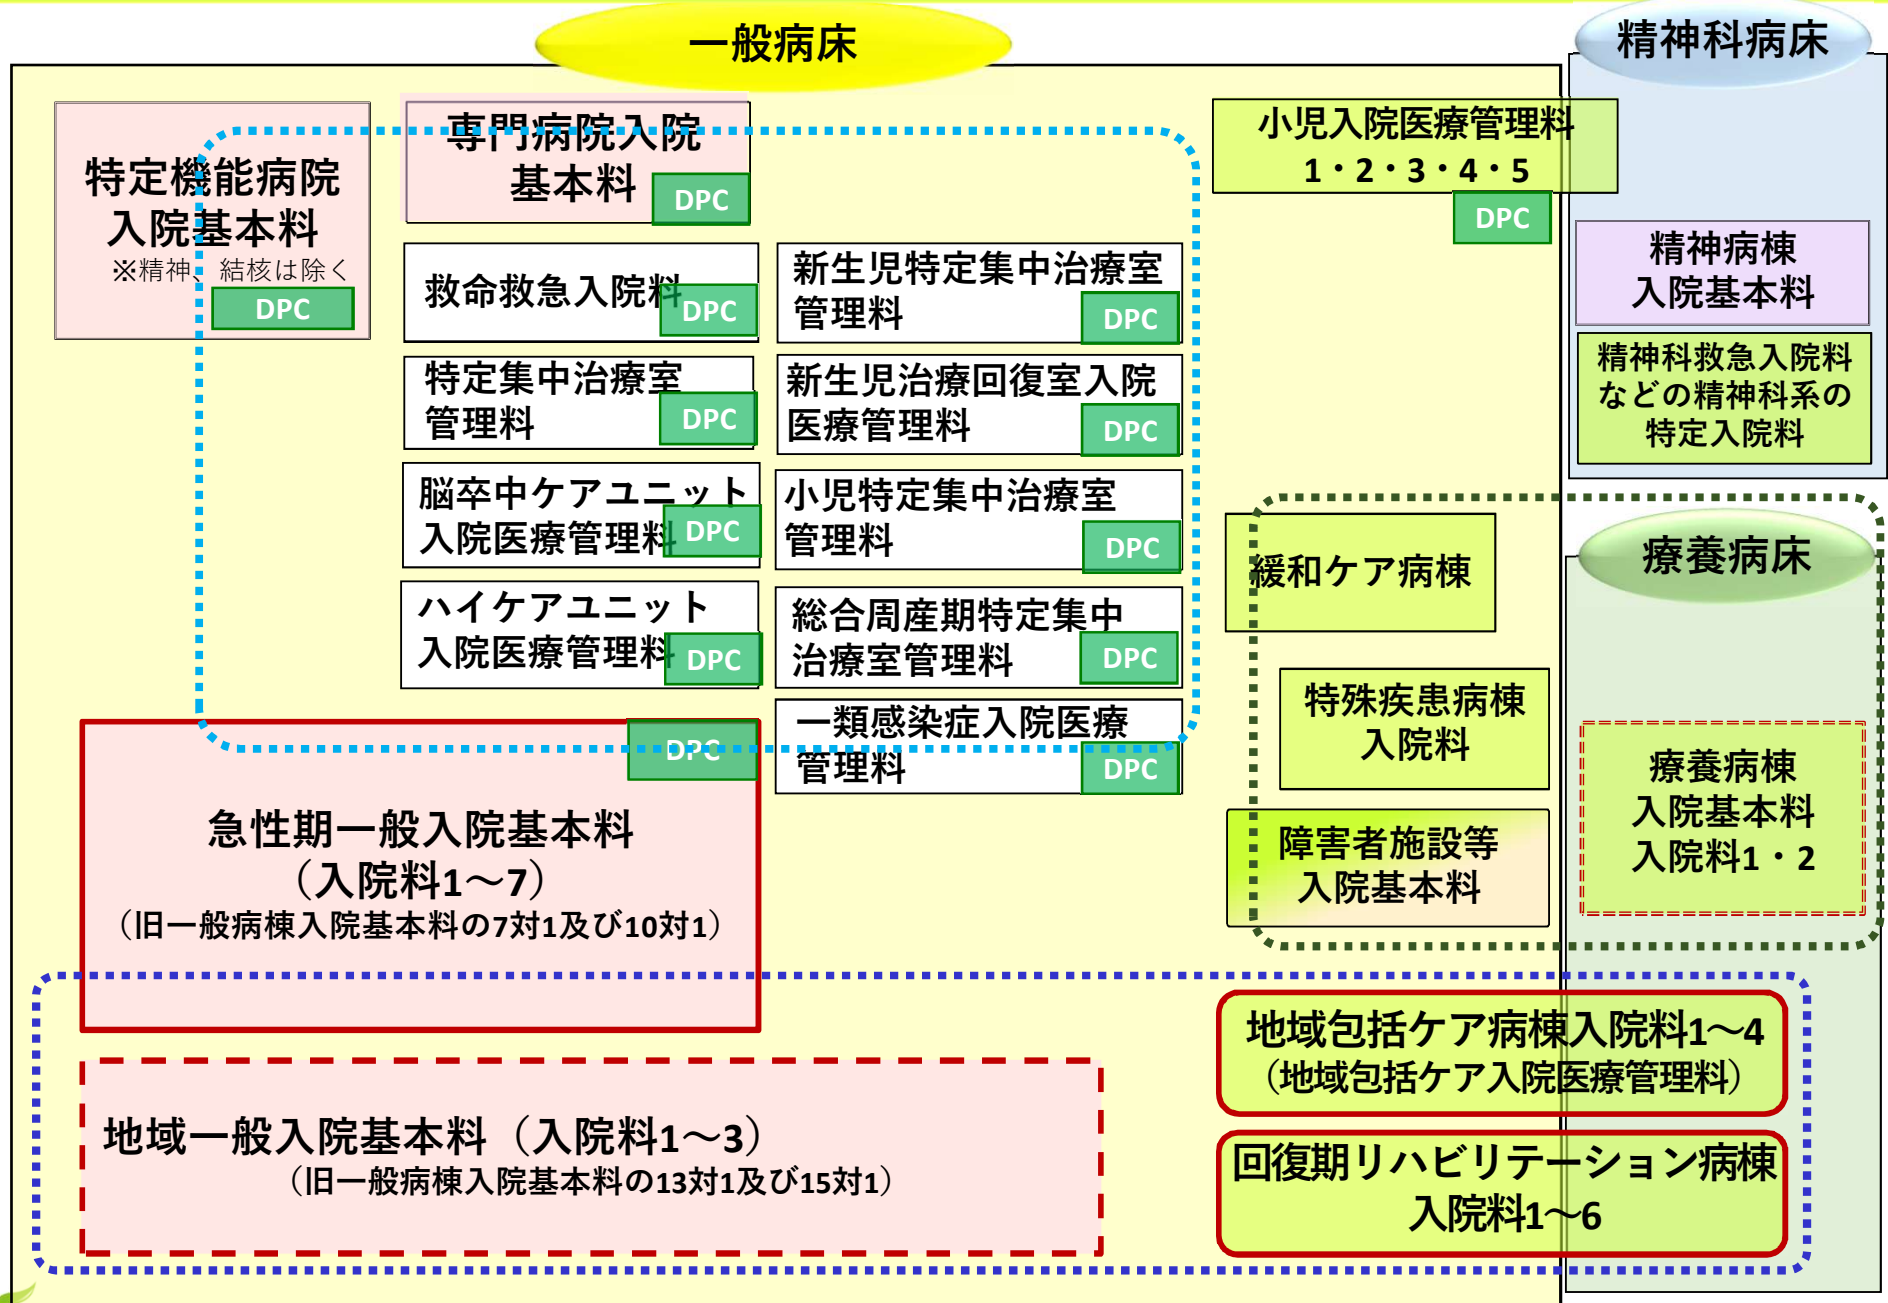 一般病床
特定機能病院
入院基本料
※精神、結核は除く
DPC
専門病院入院
基本料
DPC
救命救急入院料
DPC
特定集中治療室
管理料
DPC
脳卒中ケアユニット
入院医療管理料
DPC
ハイケアユニット
入院医療管理料
DPC
新生児特定集中治療室
管理料
DPC
新生児治療回復室入院
医療管理料
DPC
小児特定集中治療室
管理料
DPC
総合周産期特定集中
治療室管理料
DPC
一類感染症入院医療
管理料
DPC
小児入院医療管理料
1・2・3・4・5
DPC
DPC
急性期一般入院基本料
（入院料1～7）
（旧一般病棟入院基本料の7対1及び10対1）
地域一般入院基本料（入院料1～3）
（旧一般病棟入院基本料の13対1及び15対1）
緩和ケア病棟
特殊疾患病棟
入院料
障害者施設等
入院基本料
地域包括ケア病棟入院料1～4
（地域包括ケア入院医療管理料）
回復期リハビリテーション病棟
入院料1～6
精神科病床
精神病棟
入院基本料
精神科救急入院料
などの精神科系の
特定入院料
療養病床
療養病棟
入院基本料
入院料1・2